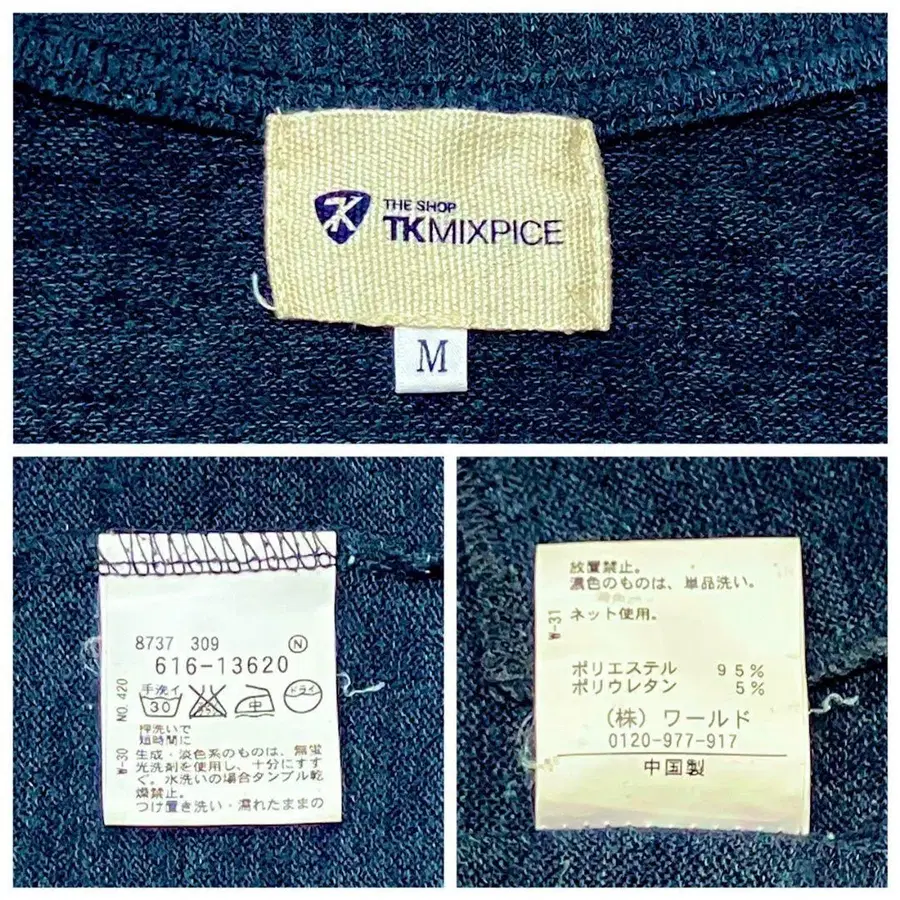 K
THE SHOP
TKMIXPICE
M
8737 309
Ⓝ
616-13620
手洗イ
30
中
ドライ
NO.420
W-30
押洗いで
短時間に
生成・淡色系のものは、無蛍
光洗剤を使用し、十分にすす
ぐ。水洗いの場合タンブル乾
燥禁止。
つけ置き洗い・濡れたままの
放置禁止。
濃色のものは、単品洗い。
ネット使用。
W-31
ポリエステル 95%
ポリウレタン 5%
(株) ワールド
0120-977-917
中国製